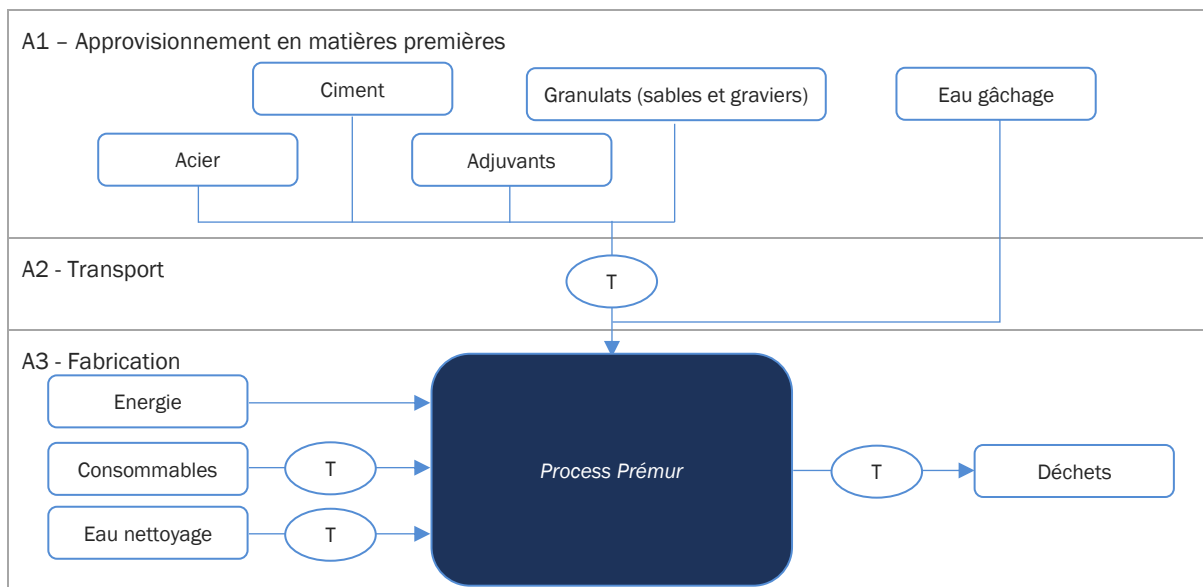 A1 – Approvisionnement en matières premières
Ciment
Granulats (sables et graviers)
Eau gâchage
Acier
Adjuvants
A2 - Transport
T
A3 - Fabrication
Energie
Consommables
T
Process Prémur
T
Déchets
Eau nettoyage
T